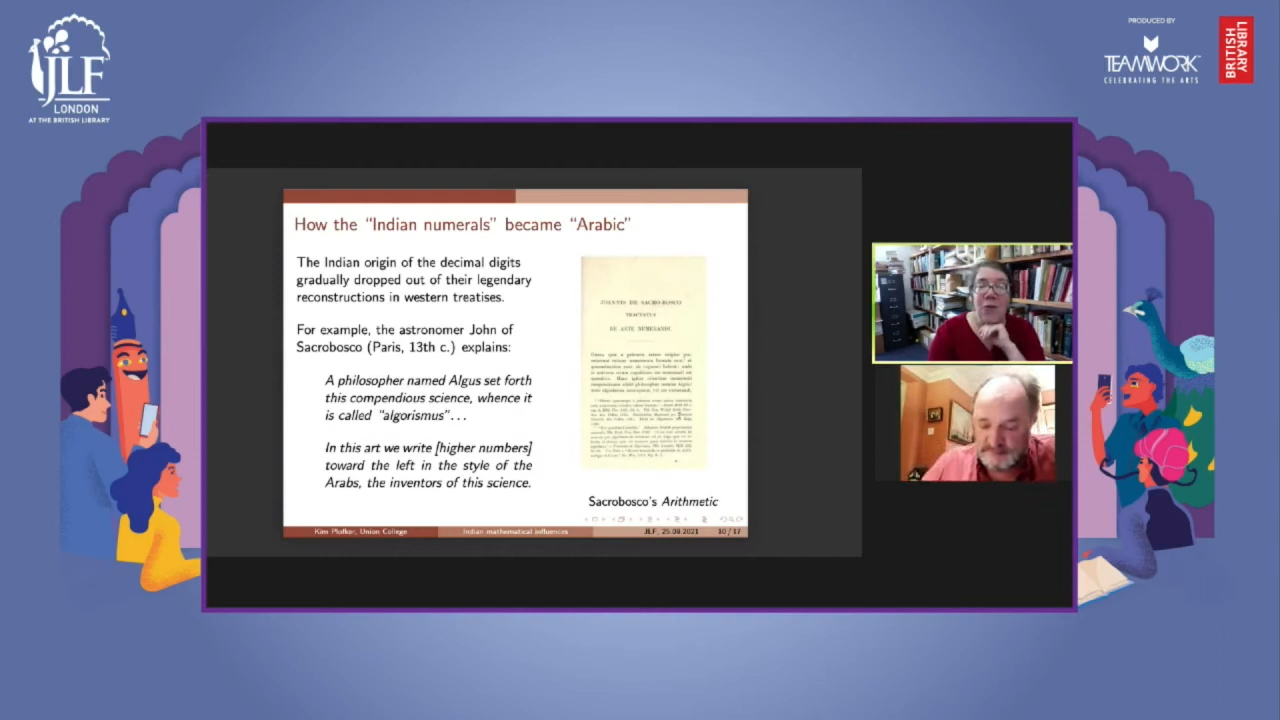 JLF
LONDON
AT THE BRITISH LIBRARY
PRODUCED BY
TEAMWORK™
CELEBRATING THE ARTS
BRITISH
LIBRARY
How the “Indian numerals” became “Arabic”
The Indian origin of the decimal digits
gradually dropped out of their legendary
reconstructions in western treatises.
For example, the astronomer John of
Sacrobosco (Paris, 13th c.) explains:
A philosopher named Algus set forth
this compendious science, whence it
is called “algorismus”. . .
In this art we write [higher numbers]
toward the left in the style of the
Arabs, the inventors of this science.
JOANNIS DE SACRO-BOSCO
TRACTATUS
DE ARTE NUMERANDI.
Sacrobosco’s Arithmetic
Kim Plofker, Union College
Indian mathematical influences
JLF, 25.09.2021
10 / 17